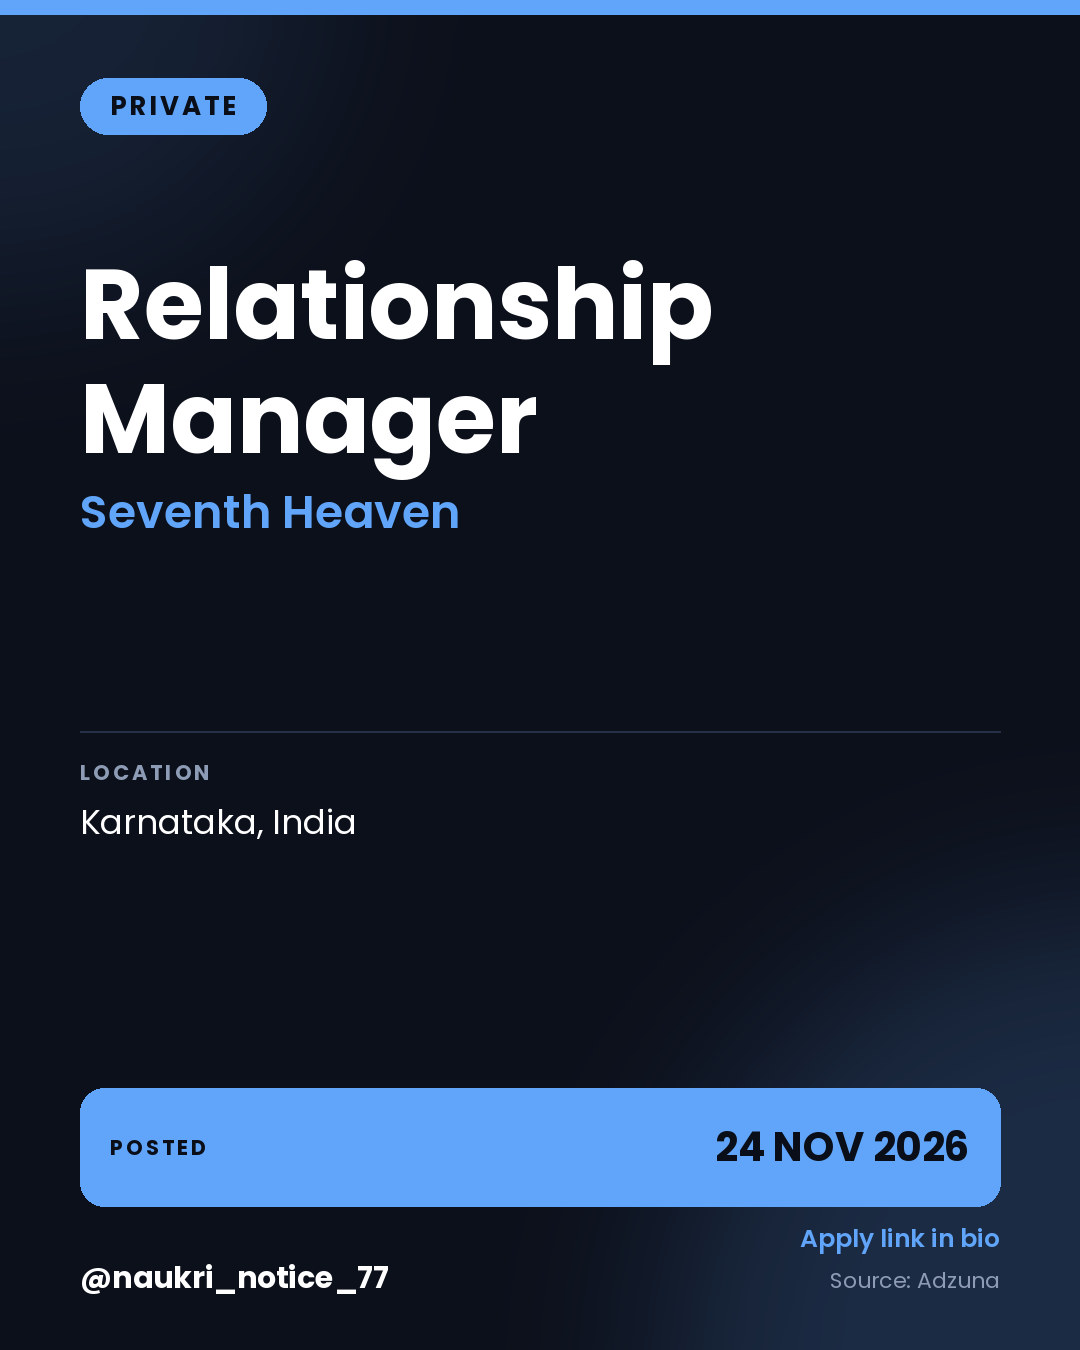 PRIVATE
Relationship
Manager
Seventh Heaven
LOCATION
Karnataka, India
POSTED
24 NOV 2026
Apply link in bio
@naukri_notice_77
Source: Adzuna